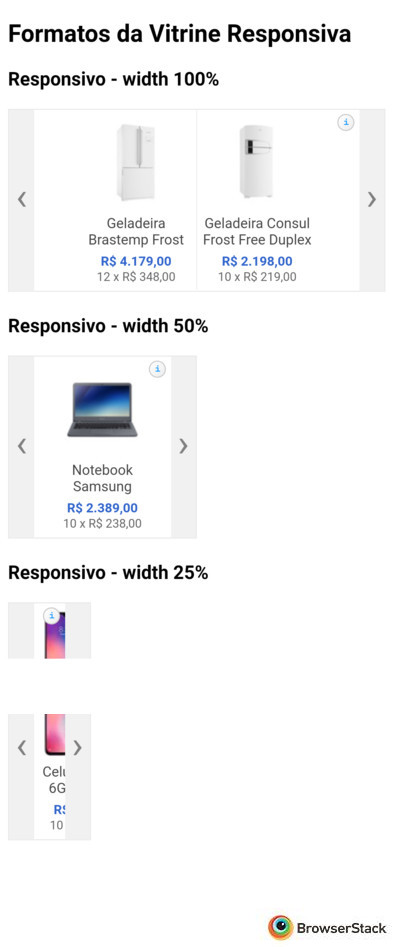 Formatos da Vitrine Responsiva
Responsivo - width 100%
i
Geladeira
Brastemp Frost
R$ 4.179,00
12 x R$ 348,00
Geladeira Consul
Frost Free Duplex
R$ 2.198,00
10 x R$ 219,00
Responsivo - width 50%
i
Notebook
Samsung
R$ 2.389,00
10 x R$ 238,00
Responsivo - width 25%
i
Celu
6G
R$
10
BrowserStack